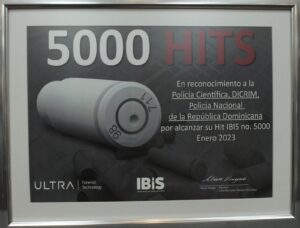 5000 HITS
En reconocimiento a la
Policía Científica, DICRIM,
Policía Nacional
de la República Dominicana
por alcanzar su Hit IBIS no. 5000
Enero 2023
ULTRA Forensic
Technology
IBIS